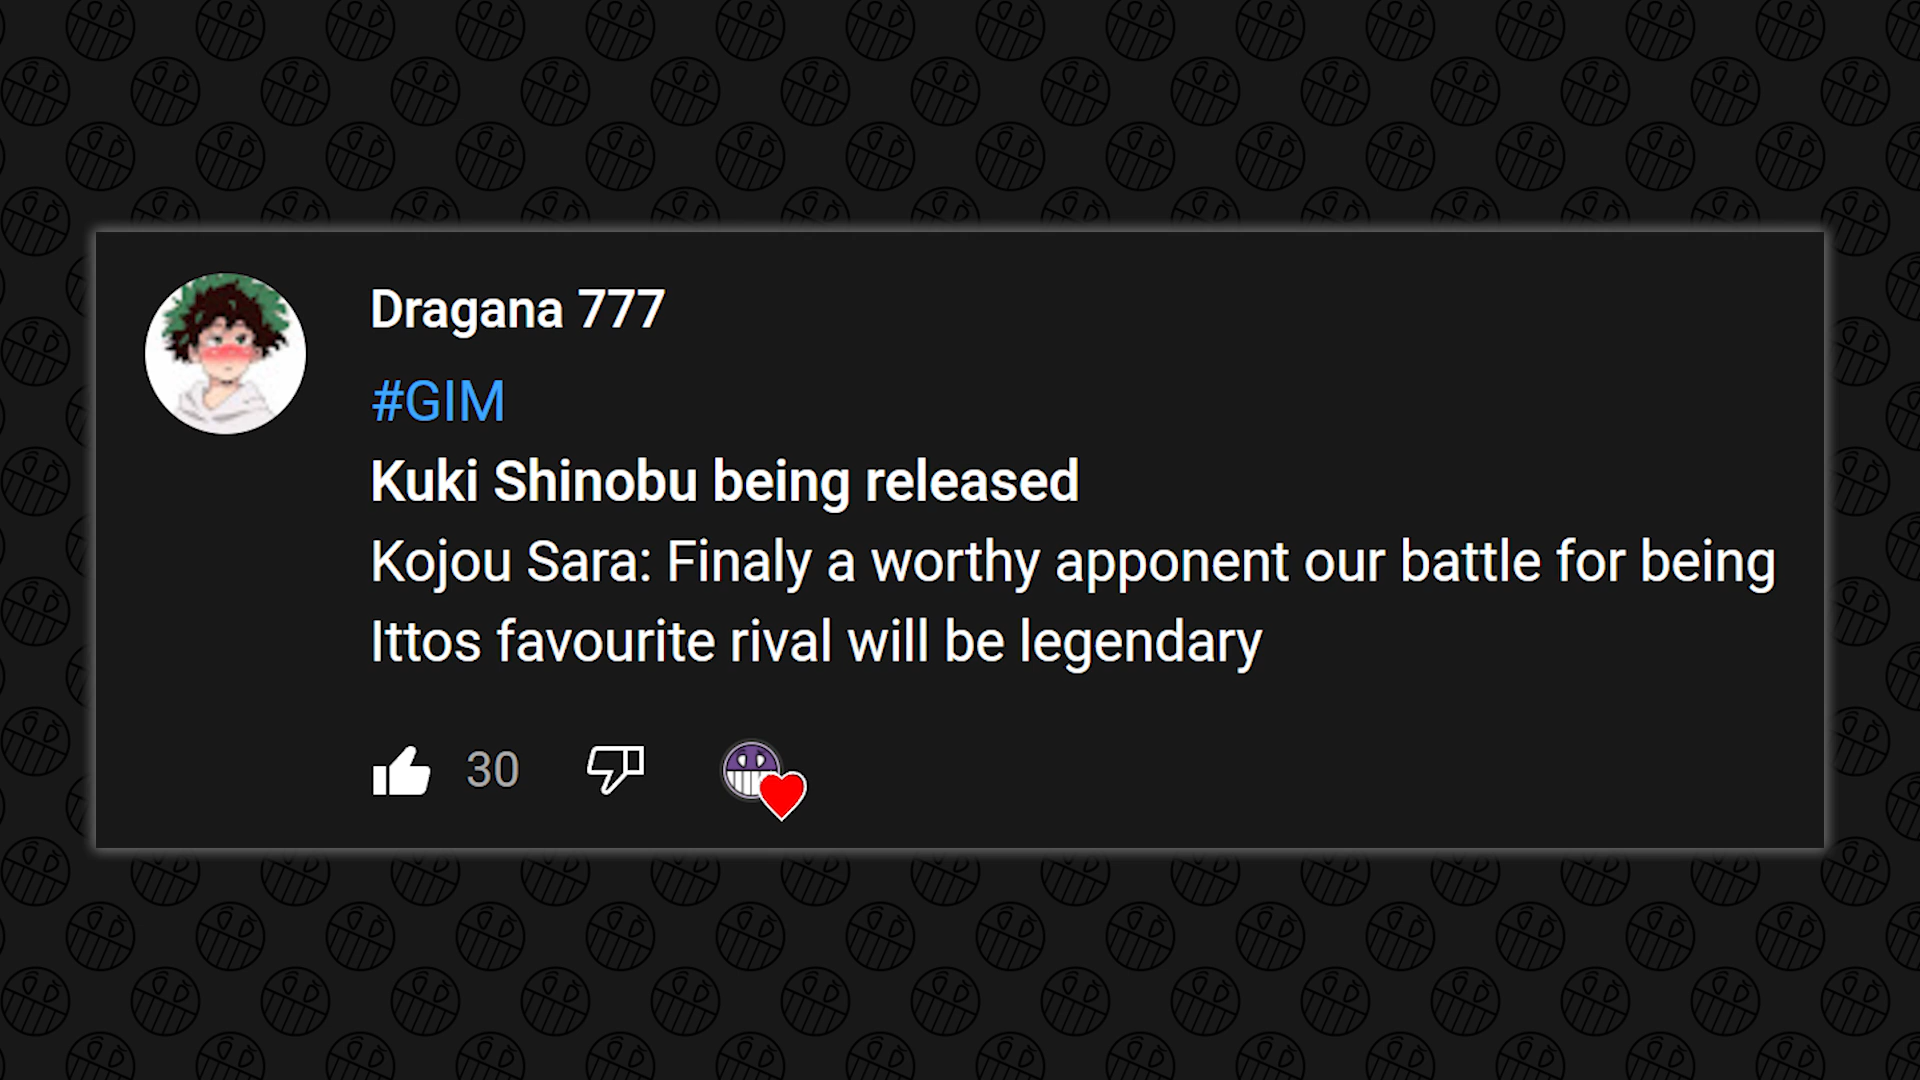 Dragana 777
#GIM
Kuki Shinobu being released
Kojou Sara: Finaly a worthy apponent our battle for being
Ittos favourite rival will be legendary
30